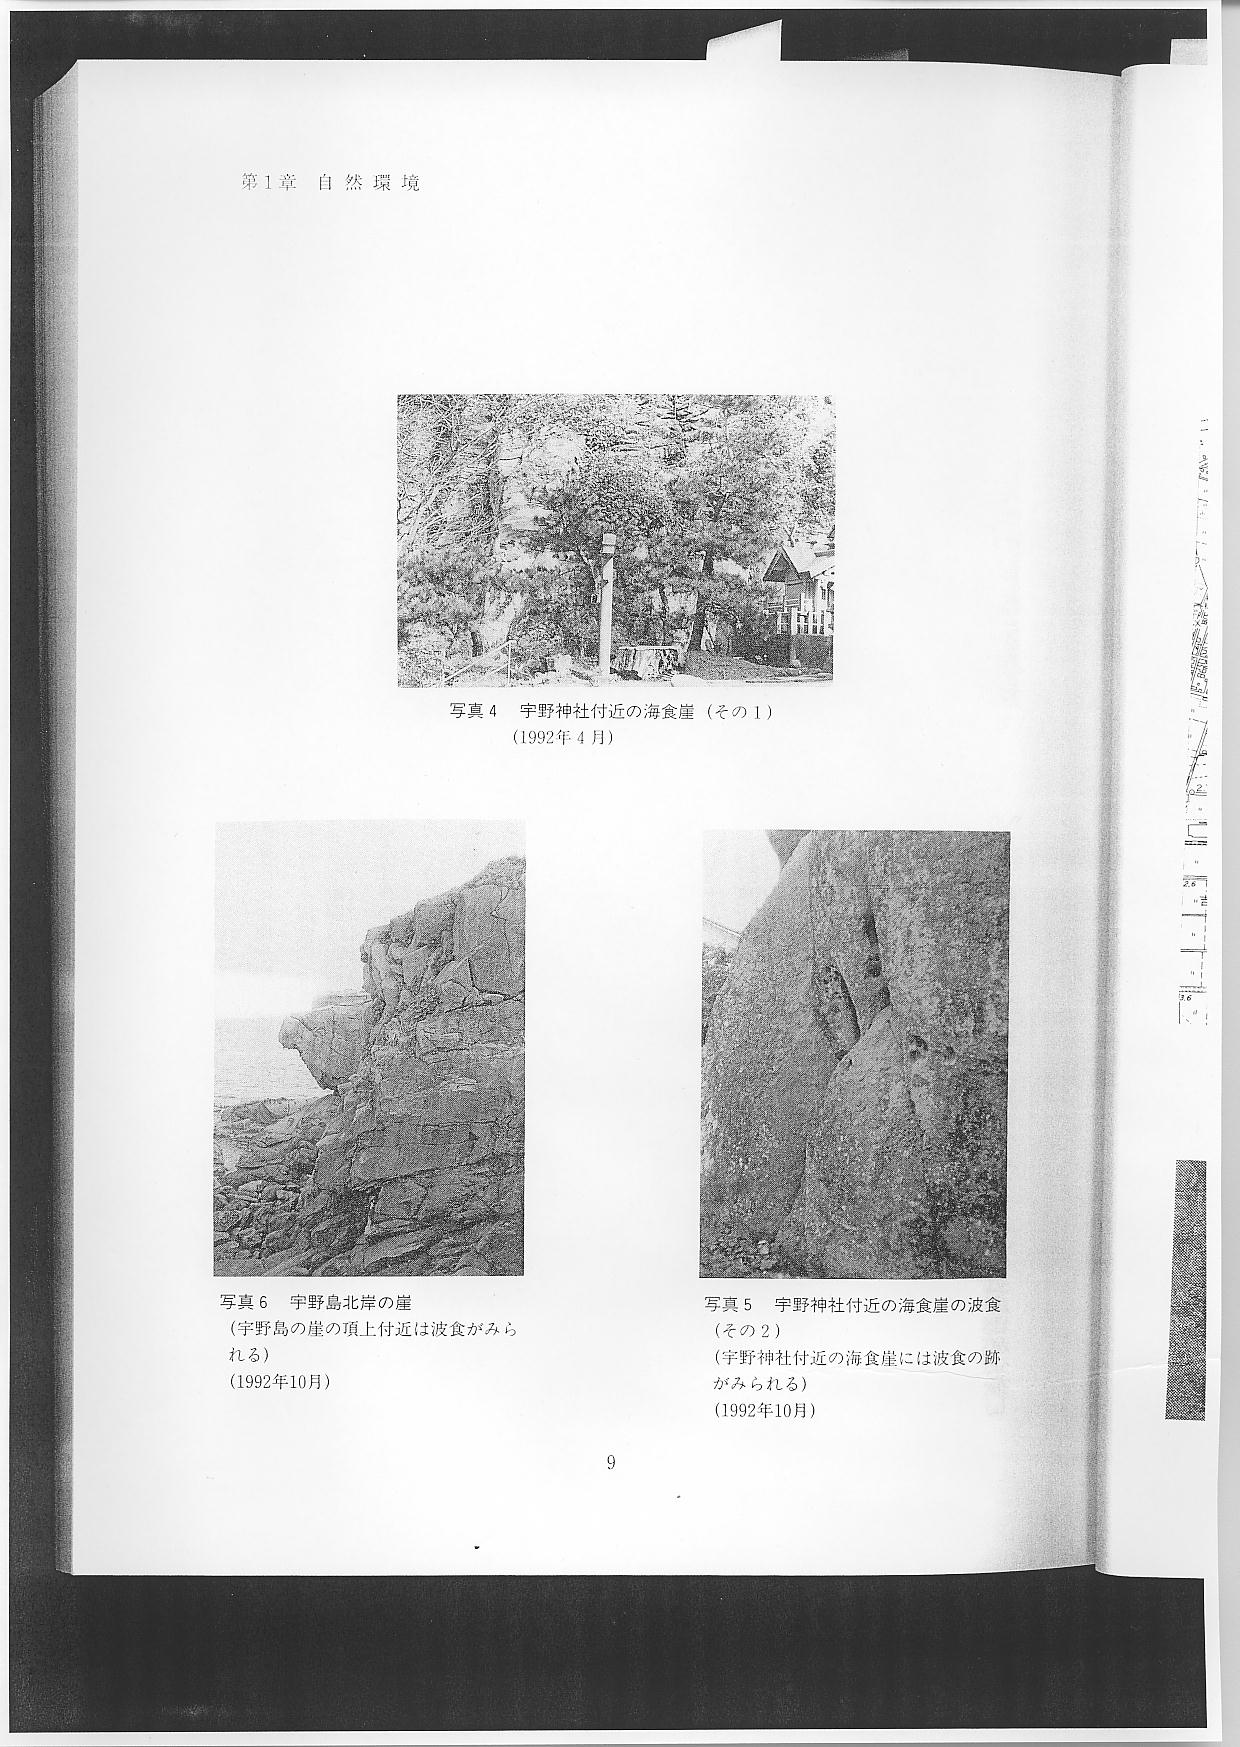 第1章 自然環境
写真4 宇野神社付近の海食崖（その1）
(1992年4月)
写真6 宇野島北岸の崖
(宇野島の崖の頂上付近は波食がみら
れる)
(1992年10月)
写真5 宇野神社付近の海食崖の波食
(その2)
(宇野神社付近の海食崖には波食の跡
がみられる)
(1992年10月)
9
2.6
3.6